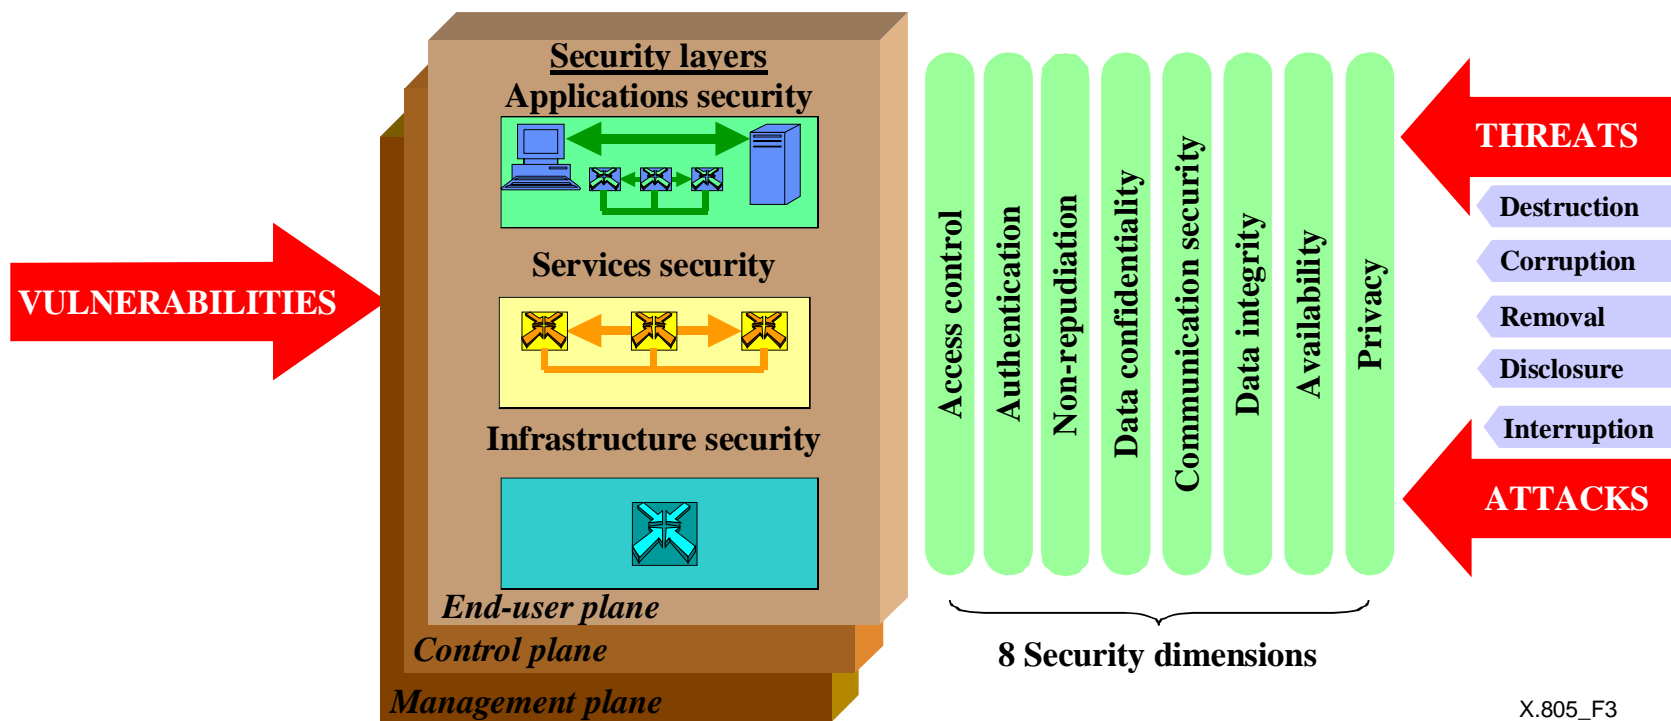 Security layers
Applications security
Services security
Infrastructure security
End-user plane
Control plane
Management plane
VULNERABILITIES
Access control
Authentication
Non-repudiation
Data confidentiality
Communication security
Data integrity
Availability
Privacy
8 Security dimensions
THREATS
Destruction
Corruption
Removal
Disclosure
Interruption
ATTACKS
X.805_F3